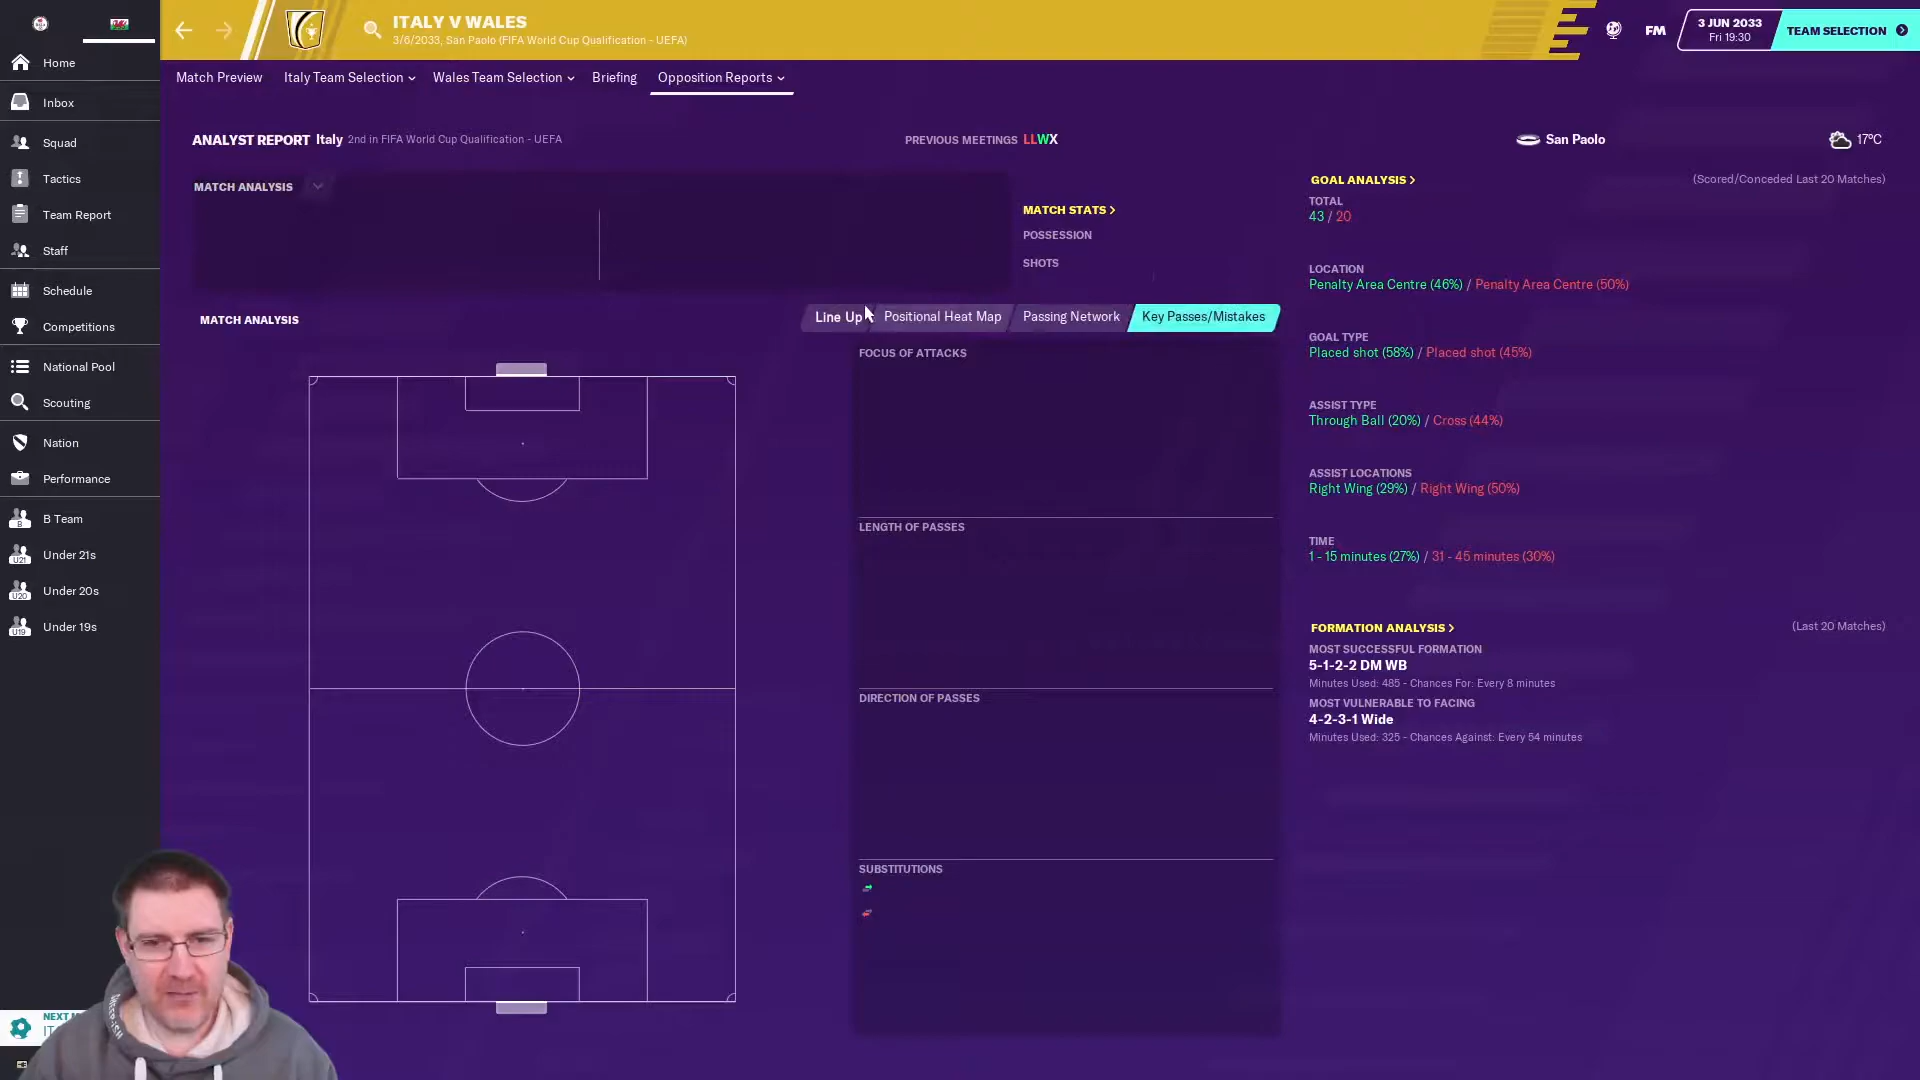 ITALY V WALES
3/6/2033, San Paolo (FIFA World Cup Qualification - UEFA)
FM
3 JUN 2033
Fri 19:30
TEAM SELECTION
Match Preview
Italy Team Selection
Wales Team Selection
Briefing
Opposition Reports
Home
Inbox
Squad
Tactics
Team Report
Staff
Schedule
Competitions
National Pool
Scouting
Nation
Performance
B
B Team
U21
Under 21s
U20
Under 20s
U19
Under 19s
ANALYST REPORT Italy 2nd in FIFA World Cup Qualification - UEFA
PREVIOUS MEETINGS LLWX
San Paolo
17°C
MATCH ANALYSIS
MATCH STATS >
POSSESSION
SHOTS
MATCH ANALYSIS
Line Up
Positional Heat Map
Passing Network
Key Passes/Mistakes
FOCUS OF ATTACKS
LENGTH OF PASSES
DIRECTION OF PASSES
SUBSTITUTIONS
GOAL ANALYSIS > (Scored/Conceded Last 20 Matches)
TOTAL
43 / 20
LOCATION
Penalty Area Centre (46%) / Penalty Area Centre (50%)
GOAL TYPE
Placed shot (58%) / Placed shot (45%)
ASSIST TYPE
Through Ball (20%) / Cross (44%)
ASSIST LOCATIONS
Right Wing (29%) / Right Wing (50%)
TIME
1 - 15 minutes (27%) / 31 - 45 minutes (30%)
FORMATION ANALYSIS > (Last 20 Matches)
MOST SUCCESSFUL FORMATION
5-1-2-2 DM WB
Minutes Used: 485 - Chances For: Every 8 minutes
MOST VULNERABLE TO FACING
4-2-3-1 Wide
Minutes Used: 325 - Chances Against: Every 54 minutes
NEXT